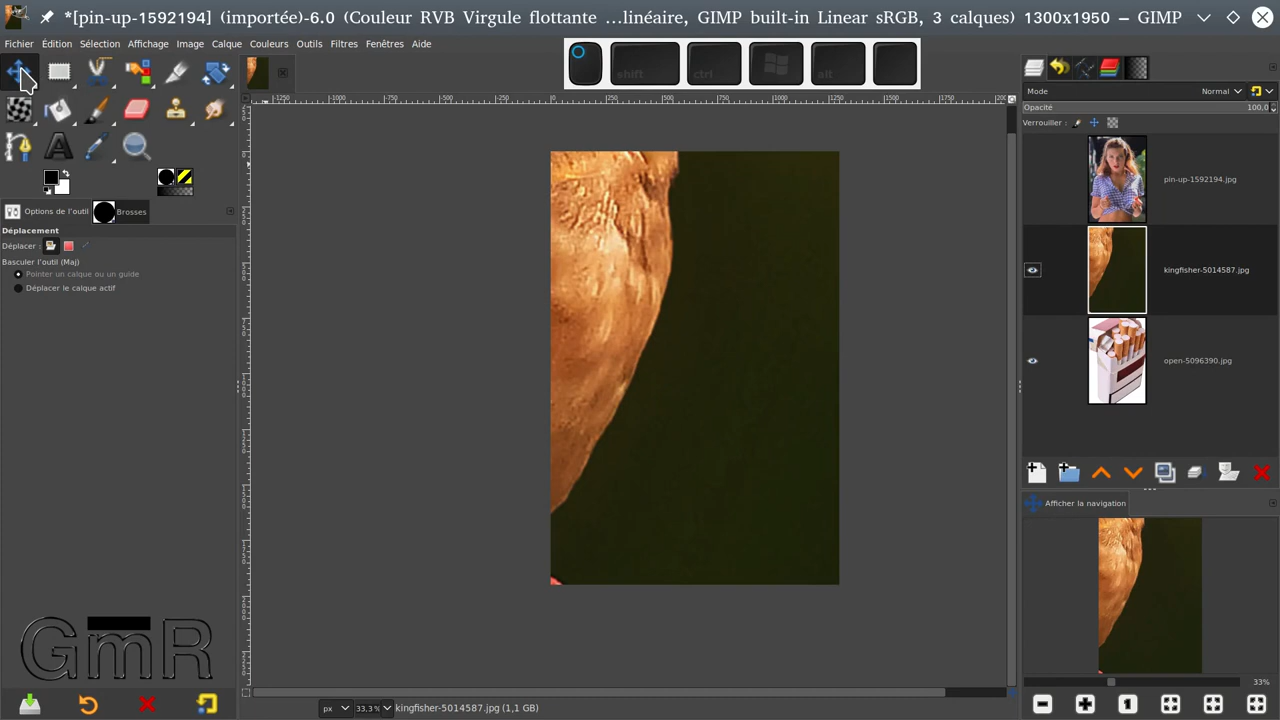 *[pin-up-1592194] (importée)-6.0 (Couleur RVB Virgule flottante ...linéaire, GIMP built-in Linear sRGB, 3 calques) 1300x1950 – GIMP
Fichier Édition Sélection Affichage Image Calque Couleurs Outils Filtres Fenêtres Aide
shift ctrl alt
Options de l'outil Brosses
Déplacement
Déplacer :
Basculer l'outil (Maj)
Pointer un calque ou un guide
Déplacer le calque actif
GmR
px 33,3 % kingfisher-5014587.jpg (1,1 GB)
Mode Normal
Opacité 100,0
Verrouiller :
pin-up-1592194.jpg
kingfisher-5014587.jpg
open-5096390.jpg
Afficher la navigation
33%